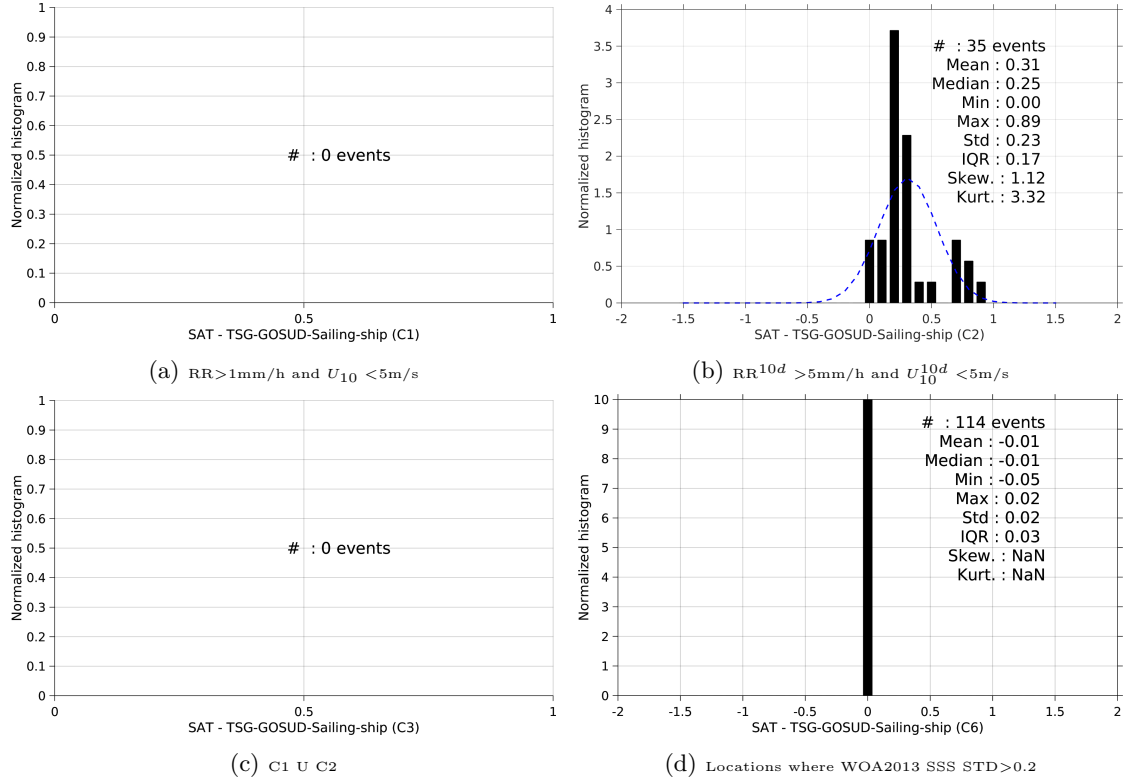 1
0.9
0.8
0.7
0.6
0.5
0.4
0.3
0.2
0.1
0
Normalized histogram
# : 0 events
0 0.5 1
SAT - TSG-GOSUD-Sailing-ship (C1)
(a) RR>1mm/h and U10 <5m/s
4
3.5
3
2.5
2
1.5
1
0.5
0
Normalized histogram
# : 35 events
Mean : 0.31
Median : 0.25
Min : 0.00
Max : 0.89
Std : 0.23
IQR : 0.17
Skew. : 1.12
Kurt. : 3.32
-2 -1.5 -1 -0.5 0 0.5 1 1.5 2
SAT - TSG-GOSUD-Sailing-ship (C2)
(b) RR10d >5mm/h and U10d10 <5m/s
1
0.9
0.8
0.7
0.6
0.5
0.4
0.3
0.2
0.1
0
Normalized histogram
# : 0 events
0 0.5 1
SAT - TSG-GOSUD-Sailing-ship (C3)
(c) C1 U C2
10
9
8
7
6
5
4
3
2
1
0
Normalized histogram
# : 114 events
Mean : -0.01
Median : -0.01
Min : -0.05
Max : 0.02
Std : 0.02
IQR : 0.03
Skew. : NaN
Kurt. : NaN
-2 -1.5 -1 -0.5 0 0.5 1 1.5 2
SAT - TSG-GOSUD-Sailing-ship (C6)
(d) Locations where WOA2013 SSS STD>0.2